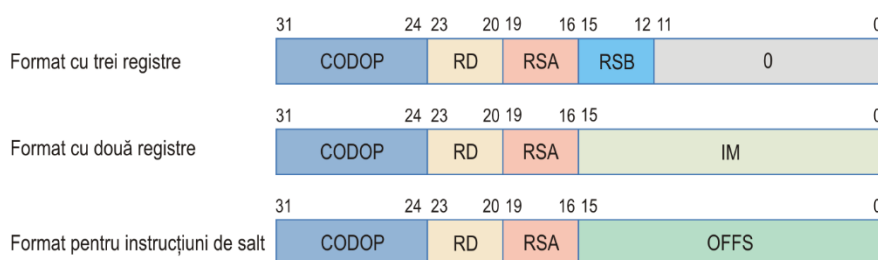 31 24 23 20 19 16 15 12 11 0
Format cu trei registre CODOP RD RSA RSB 0
31 24 23 20 19 16 15 0
Format cu două registre CODOP RD RSA IM
31 24 23 20 19 16 15 0
Format pentru instrucțiuni de salt CODOP RD RSA OFFS